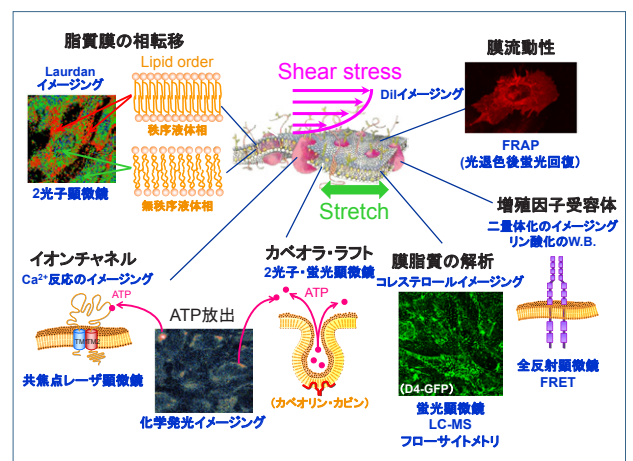 脂質膜の相転移
Laurdan
イメージング
Lipid order
秩序液体相
無秩序液体相
2光子顕微鏡
Shear stress
Stretch
膜流動性
DiIイメージング
FRAP
(光退色後蛍光回復)
増殖因子受容体
二量体化のイメージング
リン酸化のW.B.
全反射顕微鏡
FRET
イオンチャネル
Ca²⁺反応のイメージング
ATP
TM1
TM2
共焦点レーザ顕微鏡
ATP放出
化学発光イメージング
カベオラ・ラフト
2光子・蛍光顕微鏡
ATP
(カベオリン・カビン)
膜脂質の解析
コレステロールイメージング
(D4-GFP)
蛍光顕微鏡
LC-MS
フローサイトメトリ